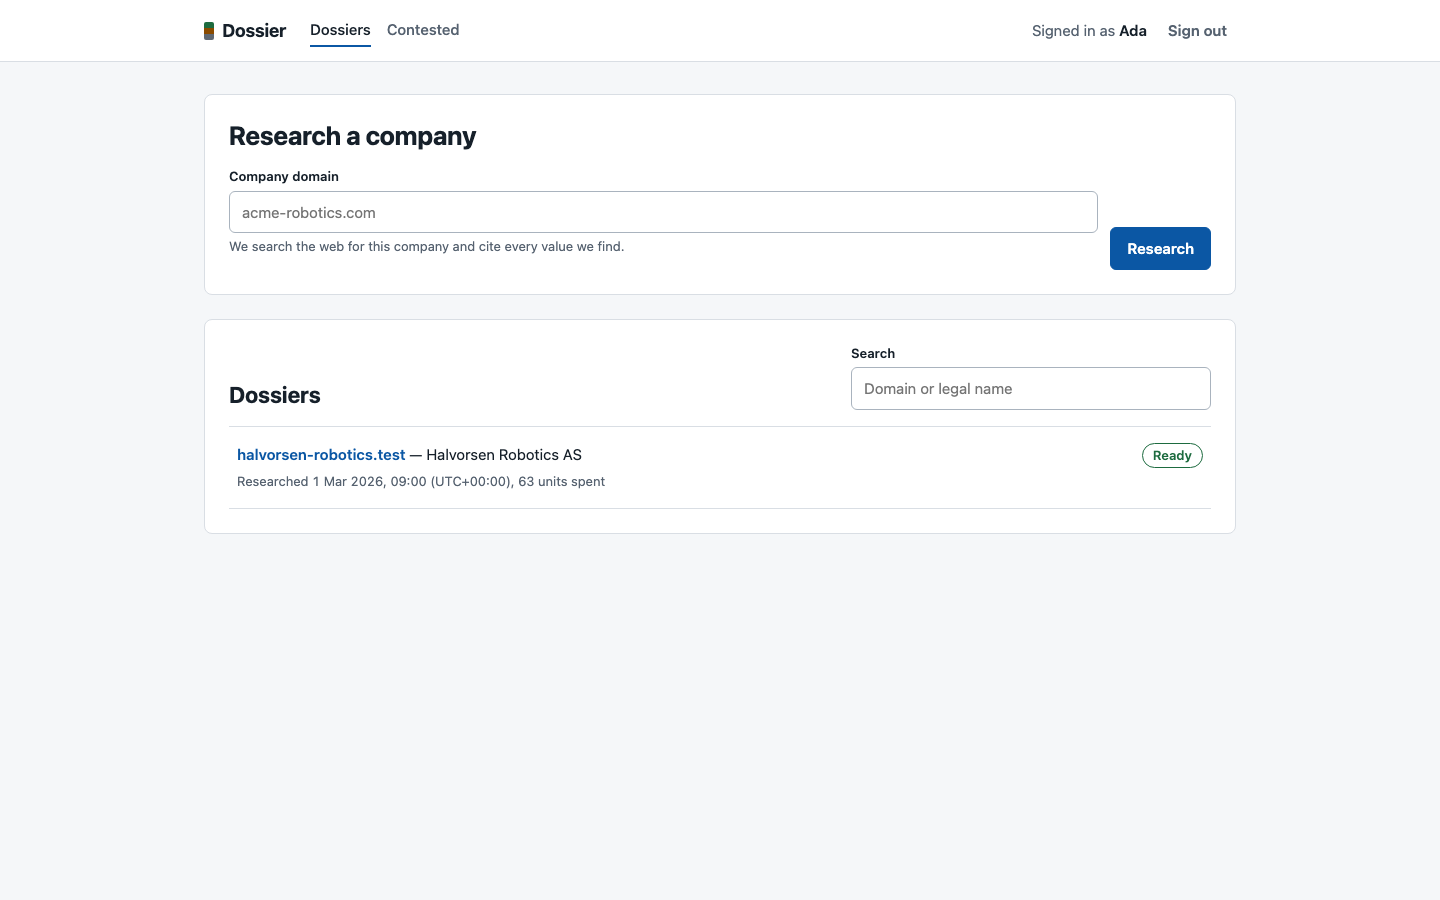 Dossier
Dossiers
Contested
Signed in as Ada
Sign out
Research a company
Company domain
acme-robotics.com
We search the web for this company and cite every value we find.
Research
Search
Dossiers
Domain or legal name
halvorsen-robotics.test — Halvorsen Robotics AS
Ready
Researched 1 Mar 2026, 09:00 (UTC+00:00), 63 units spent